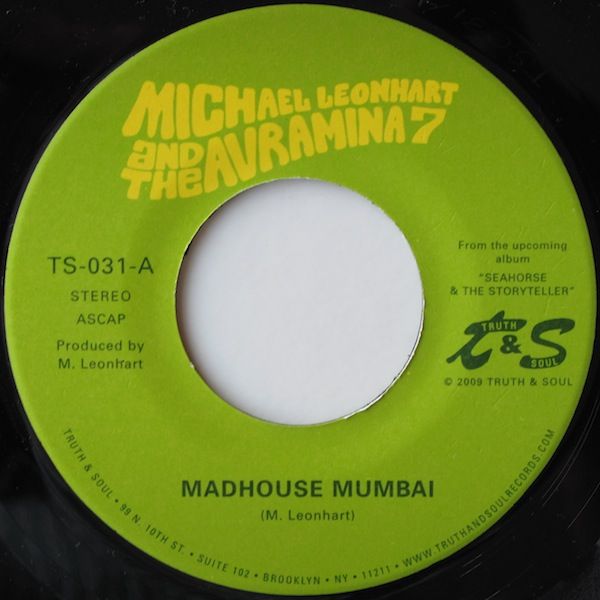 MICHAEL LEONHART
AND THE AVRAMINA 7
TS-031-A
STEREO
ASCAP
Produced by
M. Leonhart
From the upcoming
album
"SEAHORSE
& THE STORYTELLER"
TRUTH
t&S
SOUL
© 2009 TRUTH & SOUL
MADHOUSE MUMBAI
(M. Leonhart)
TRUTH & SOUL • 99 N. 10TH ST. • SUITE 102 • BROOKLYN • NY • 11211 • WWW.TRUTHANDSOULRECORDS.COM